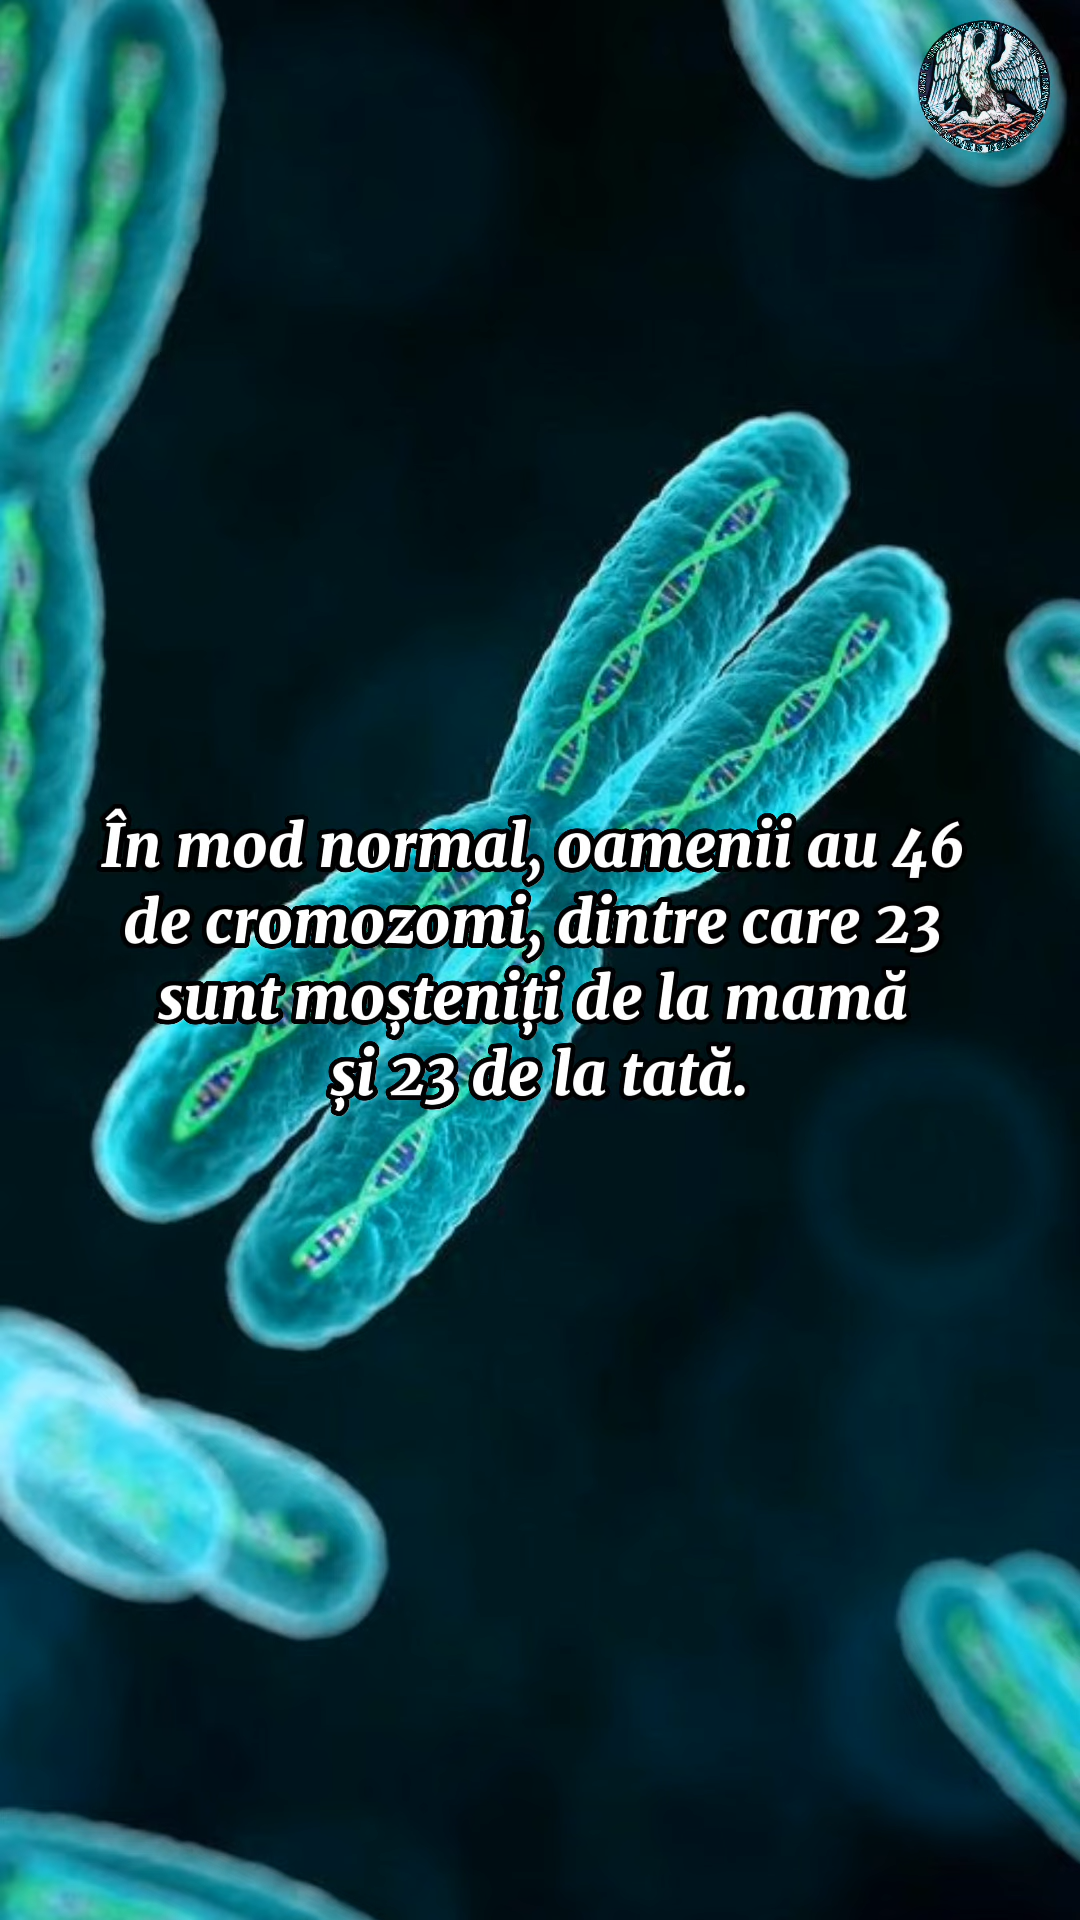 În mod normal, oamenii au 46
de cromozomi, dintre care 23
sunt moșteniți de la mamă
și 23 de la tată.